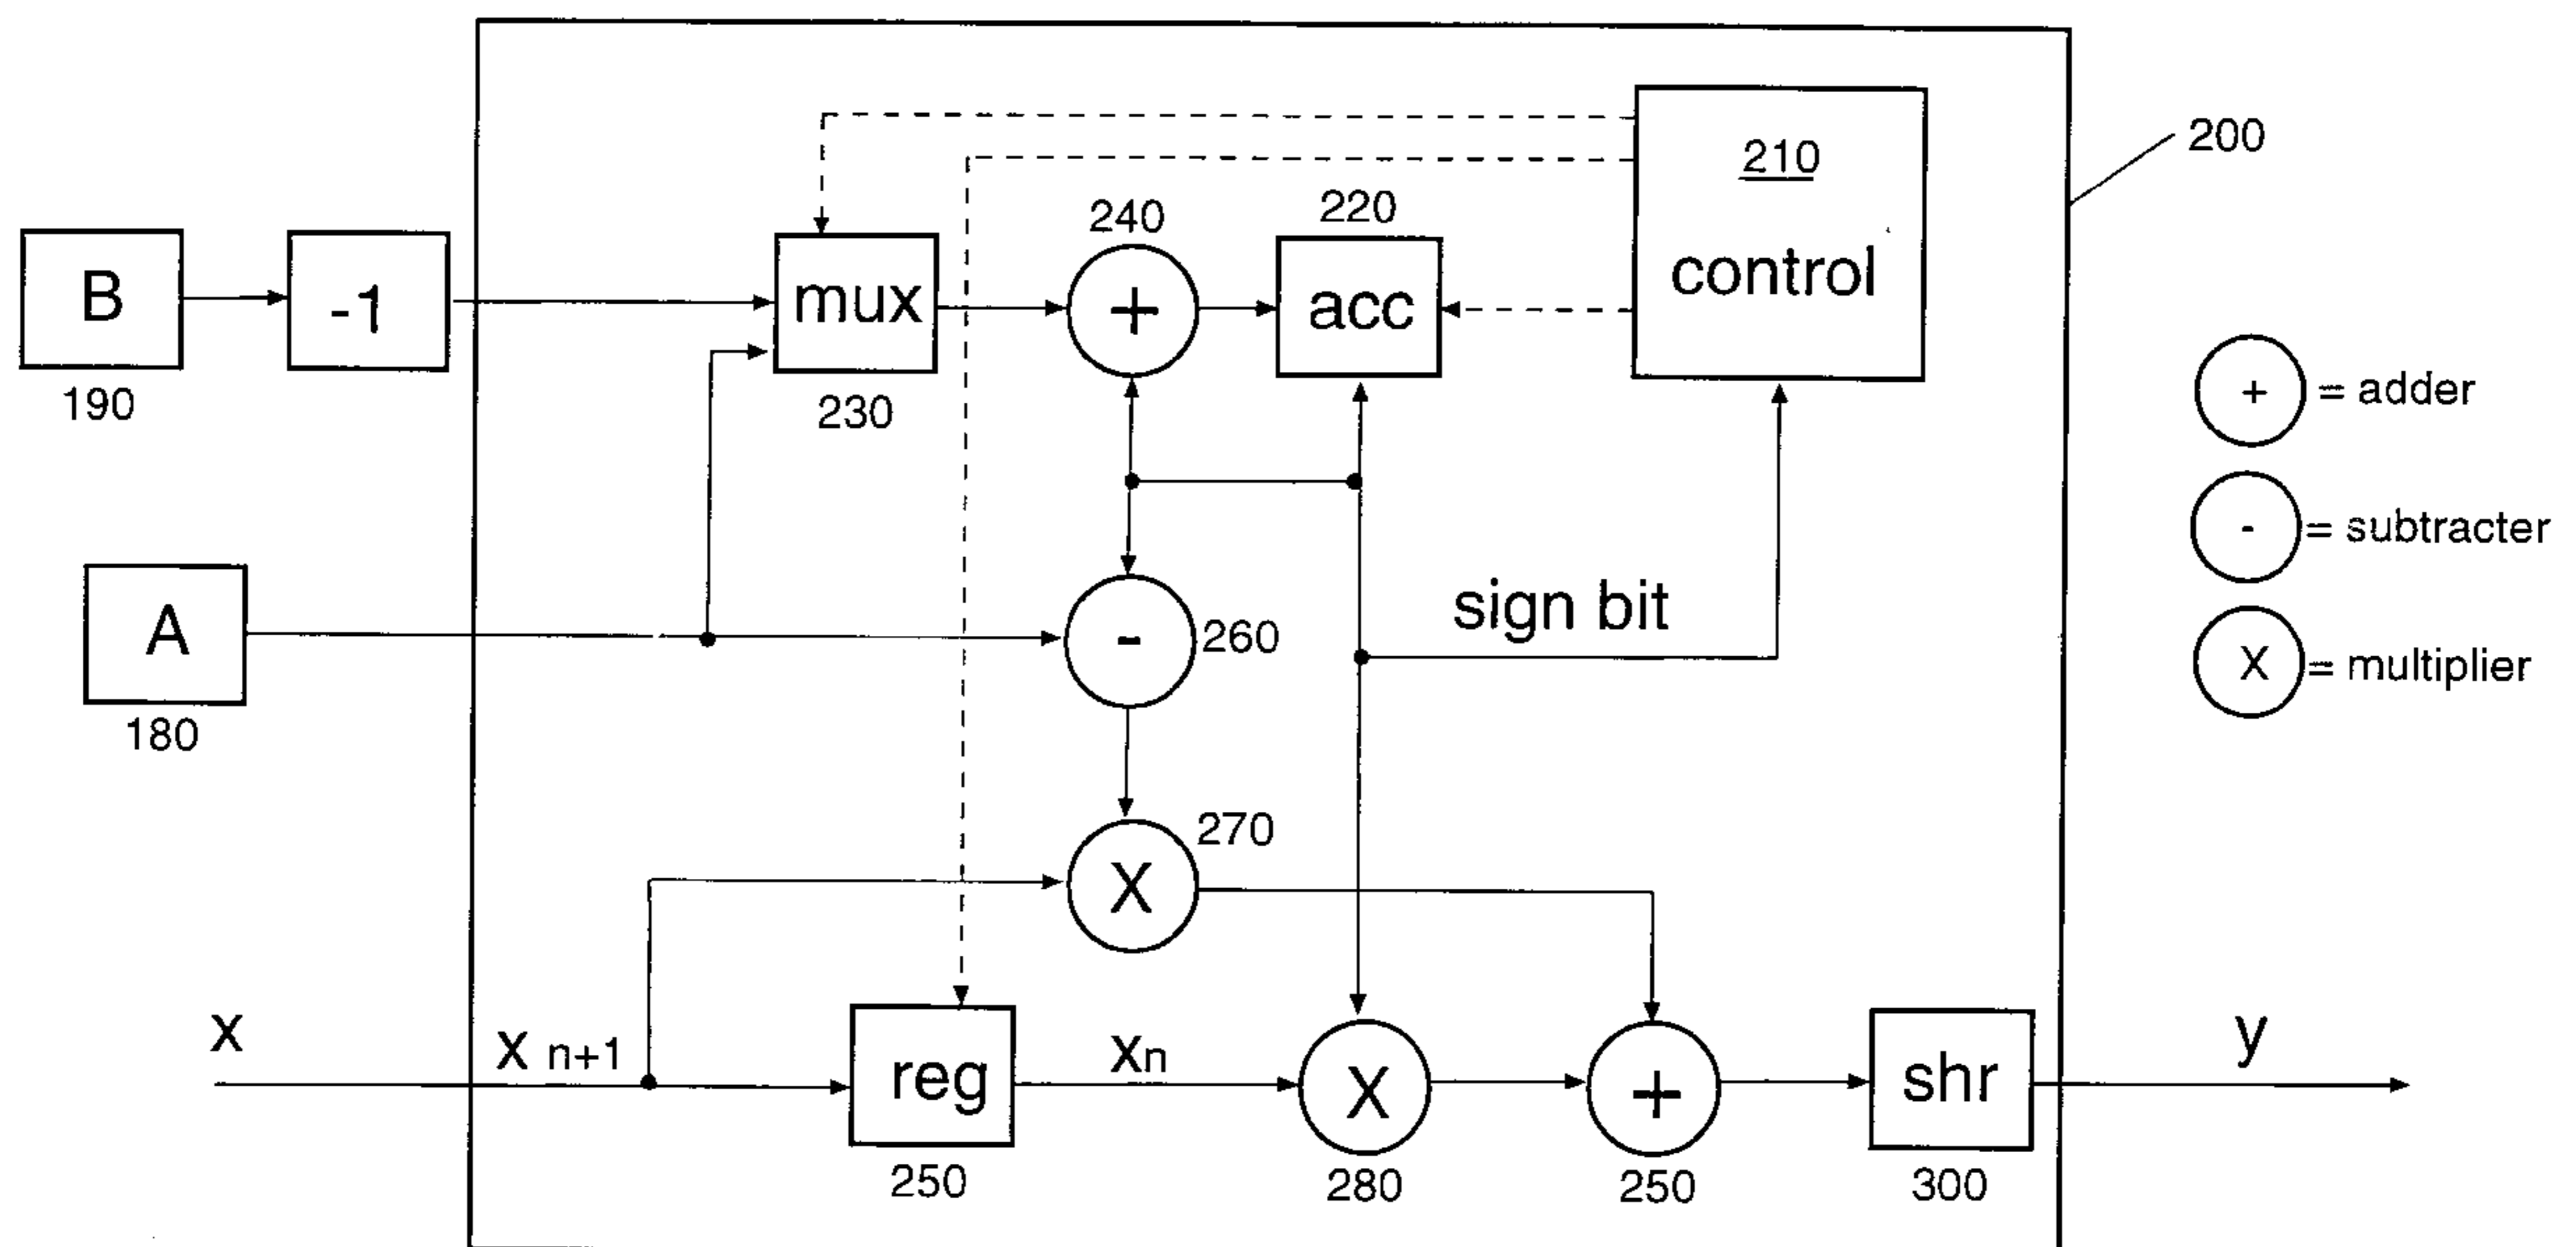 200
210
control
240
220
B
-1
mux
+
acc
190
230
+ = adder
- = subtracter
X = multiplier
A
180
-
260
sign bit
270
X
x
X n+1
reg
Xn
X
+
shr
y
250
280
250
300